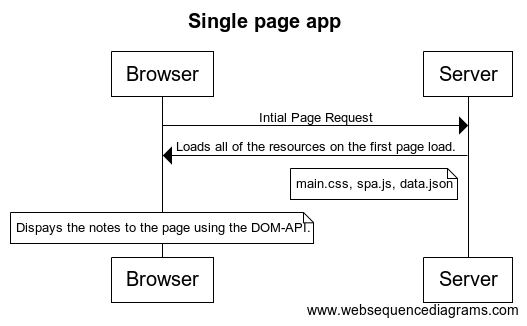 Single page app
Browser
Server
Intial Page Request
Loads all of the resources on the first page load.
main.css, spa.js, data.json
Dispays the notes to the page using the DOM-API.
Browser
Server
www.websequencediagrams.com